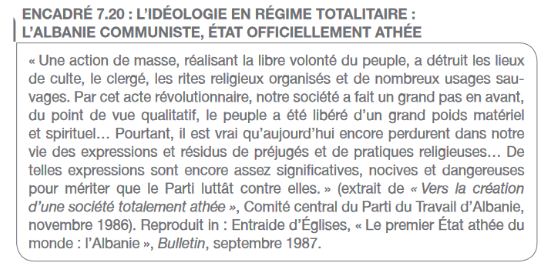 ENCADRÉ 7.20 : L’IDÉOLOGIE EN RÉGIME TOTALITAIRE :
L’ALBANIE COMMUNISTE, ÉTAT OFFICIELLEMENT ATHÉE
« Une action de masse, réalisant la libre volonté du peuple, a détruit les lieux
de culte, le clergé, les rites religieux organisés et de nombreux usages sau-
vages. Par cet acte révolutionnaire, notre société a fait un grand pas en avant,
du point de vue qualitatif, le peuple a été libéré d’un grand poids matériel
et spirituel… Pourtant, il est vrai qu’aujourd’hui encore perdurent dans notre
vie des expressions et résidus de préjugés et de pratiques religieuses… De
telles expressions sont encore assez significatives, nocives et dangereuses
pour mériter que le Parti luttât contre elles. » (extrait de « Vers la création
d’une société totalement athée », Comité central du Parti du Travail d’Albanie,
novembre 1986). Reproduit in : Entraide d’Églises, « Le premier État athée du
monde : l’Albanie », Bulletin, septembre 1987.